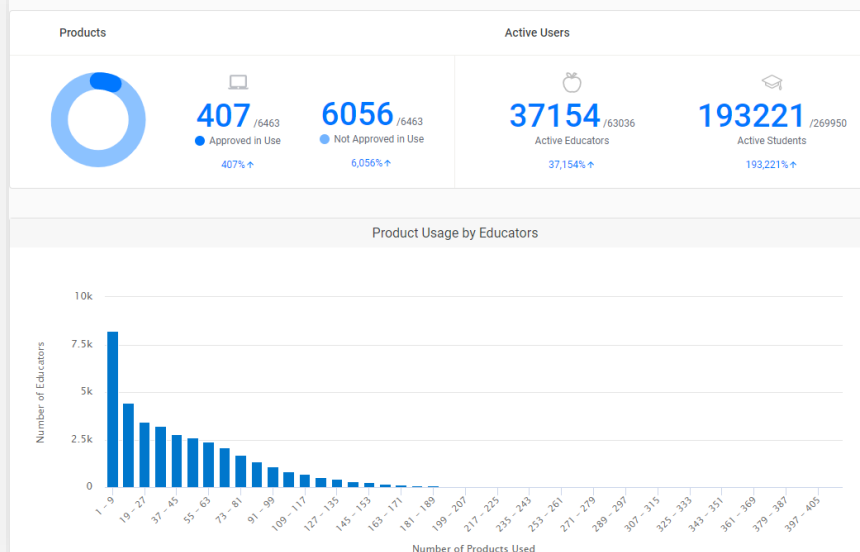 Products
Active Users
407 /6463
Approved in Use
407%↑
6056 /6463
Not Approved in Use
6,056%↑
37154 /63036
Active Educators
37,154%↑
193221 /269950
Active Students
193,221%↑
Product Usage by Educators
Number of Educators
10k
7.5k
5k
2.5k
0
1 – 9
19 – 27
37 – 45
55 – 63
73 – 81
91 – 99
109 – 117
127 – 135
145 – 153
163 – 171
181 – 189
199 – 207
217 – 225
235 – 243
253 – 261
271 – 279
289 – 297
307 – 315
325 – 333
343 – 351
361 – 369
379 – 387
397 – 405
Number of Products Used